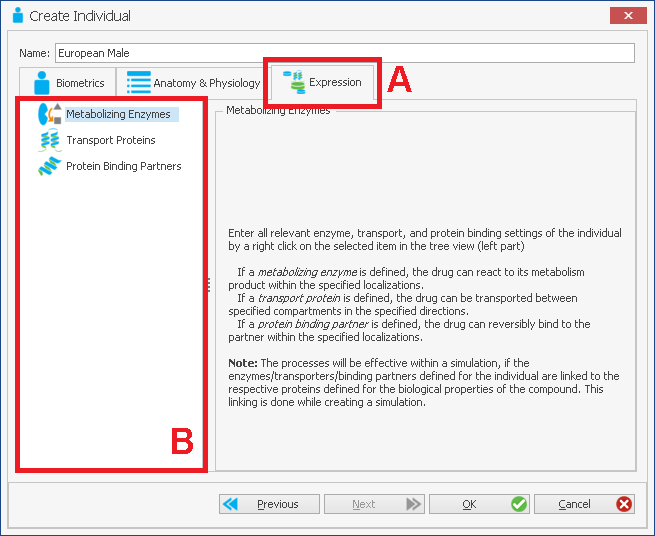 Create Individual
Name: European Male
Biometrics Anatomy & Physiology Expression A
Metabolizing Enzymes
Transport Proteins
Protein Binding Partners
B
Metabolizing Enzymes
Enter all relevant enzyme, transport, and protein binding settings of the individual
by a right click on the selected item in the tree view (left part)
If a metabolizing enzyme is defined, the drug can react to its metabolism
product within the specified localizations.
If a transport protein is defined, the drug can be transported between
specified compartments in the specified directions.
If a protein binding partner is defined, the drug can reversibly bind to the
partner within the specified localizations.
Note: The processes will be effective within a simulation, if the
enzymes/transporters/binding partners defined for the individual are linked to the
respective proteins defined for the biological properties of the compound. This
linking is done while creating a simulation.
Previous Next OK Cancel